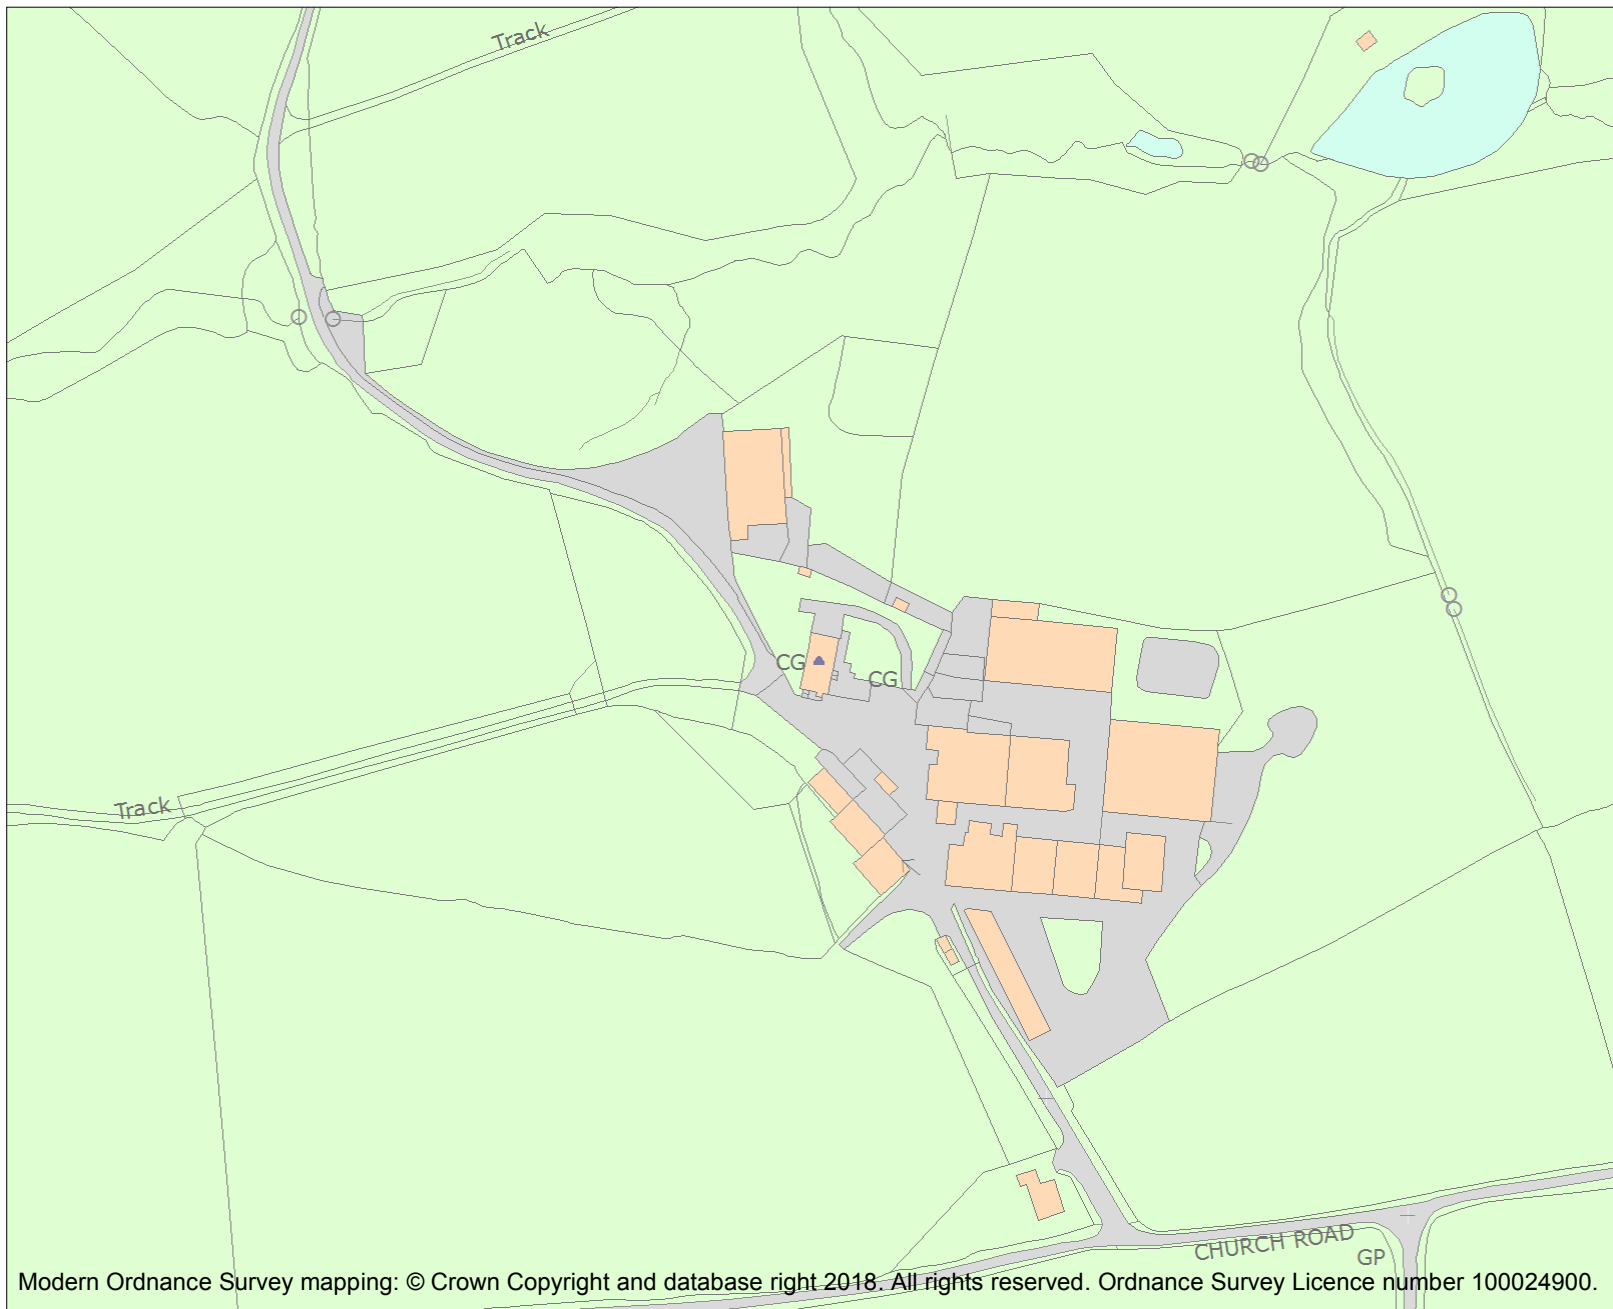 Track
CG
CG
Track
CHURCH ROAD
GP
Modern Ordnance Survey mapping: © Crown Copyright and database right 2018. All rights reserved. Ordnance Survey Licence number 100024900.